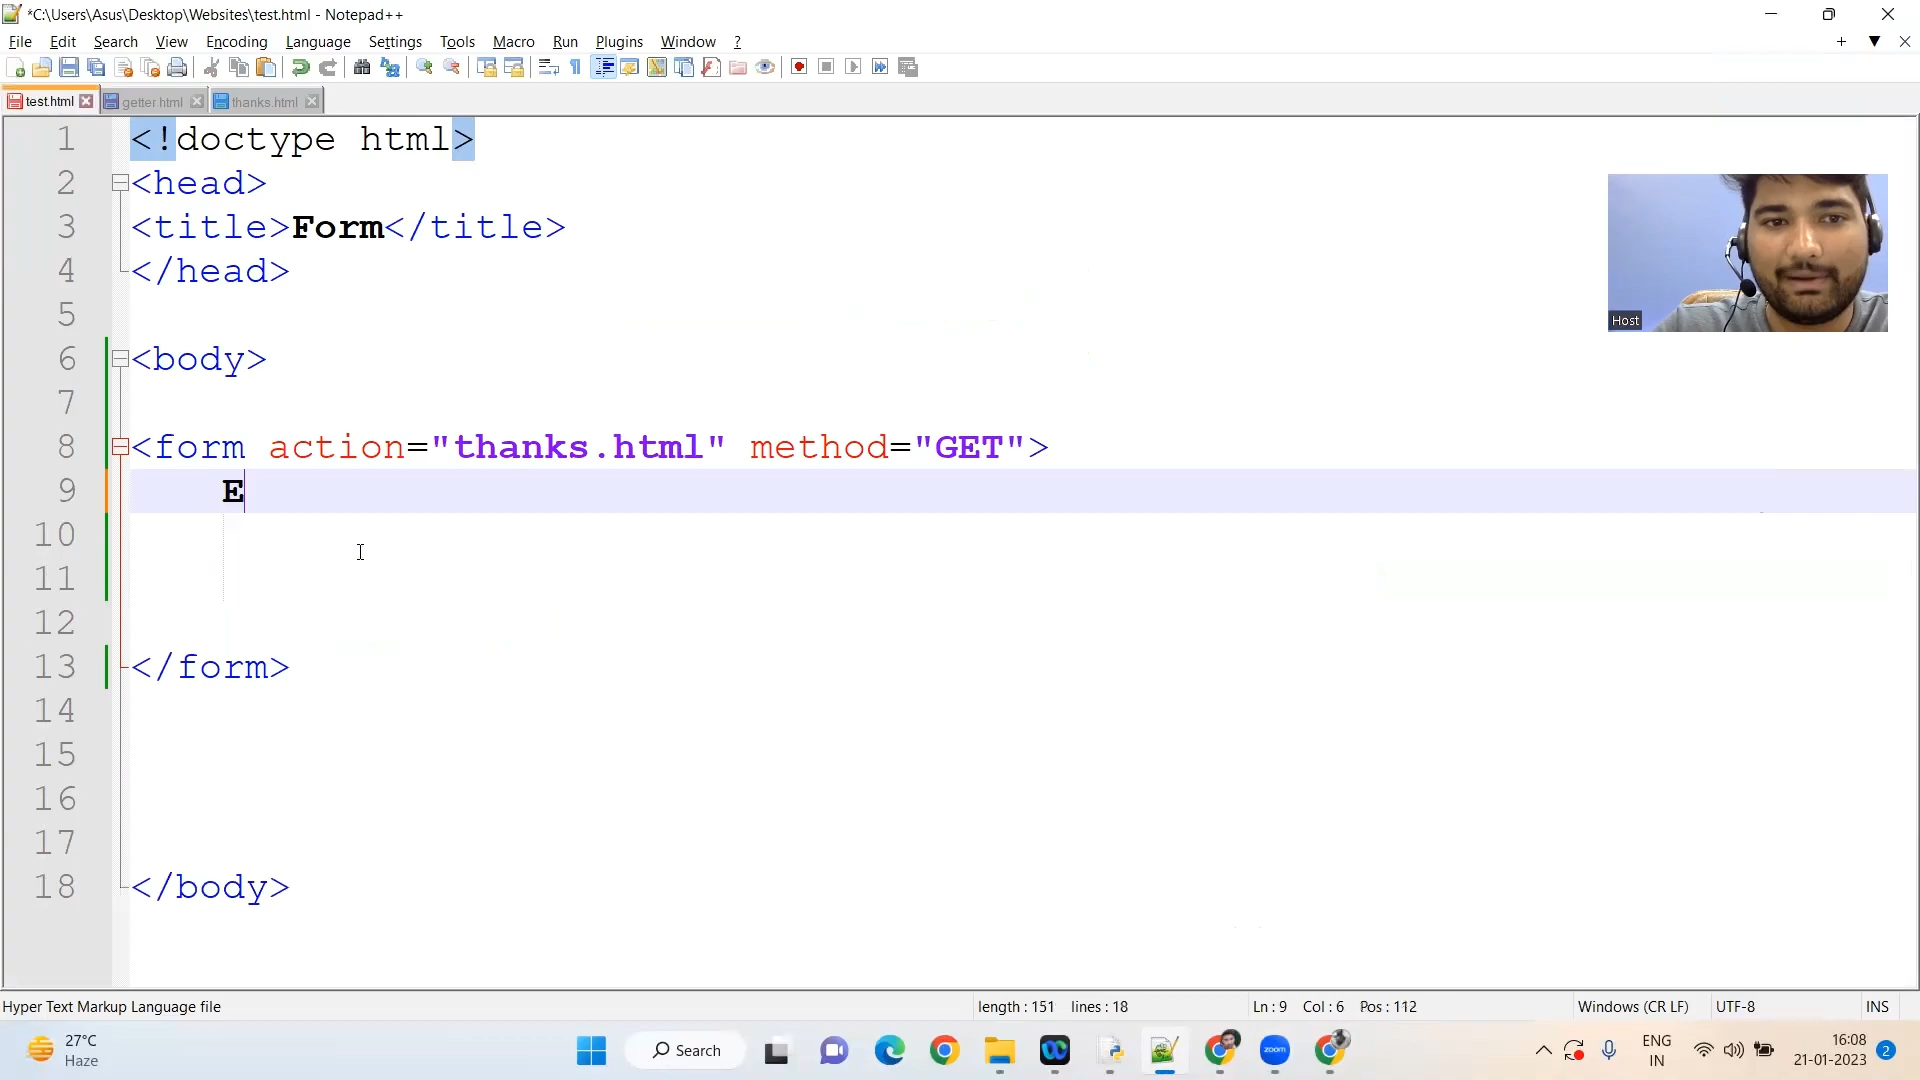 *C:\Users\Asus\Desktop\Websites\test.html - Notepad++
File Edit Search View Encoding Language Settings Tools Macro Run Plugins Window ?
test.html getter.html thanks.html
1 <!doctype html>
2 <head>
3 <title>Form</title>
4 </head>
5
6 <body>
7
8 <form action="thanks.html" method="GET">
9 E
10
11
12
13 </form>
14
15
16
17
18 </body>
Host
Hyper Text Markup Language file length : 151 lines : 18 Ln : 9 Col : 6 Pos : 112 Windows (CR LF) UTF-8 INS
27°C
Haze
Search
zoom
ENG
IN
16:08
21-01-2023
2